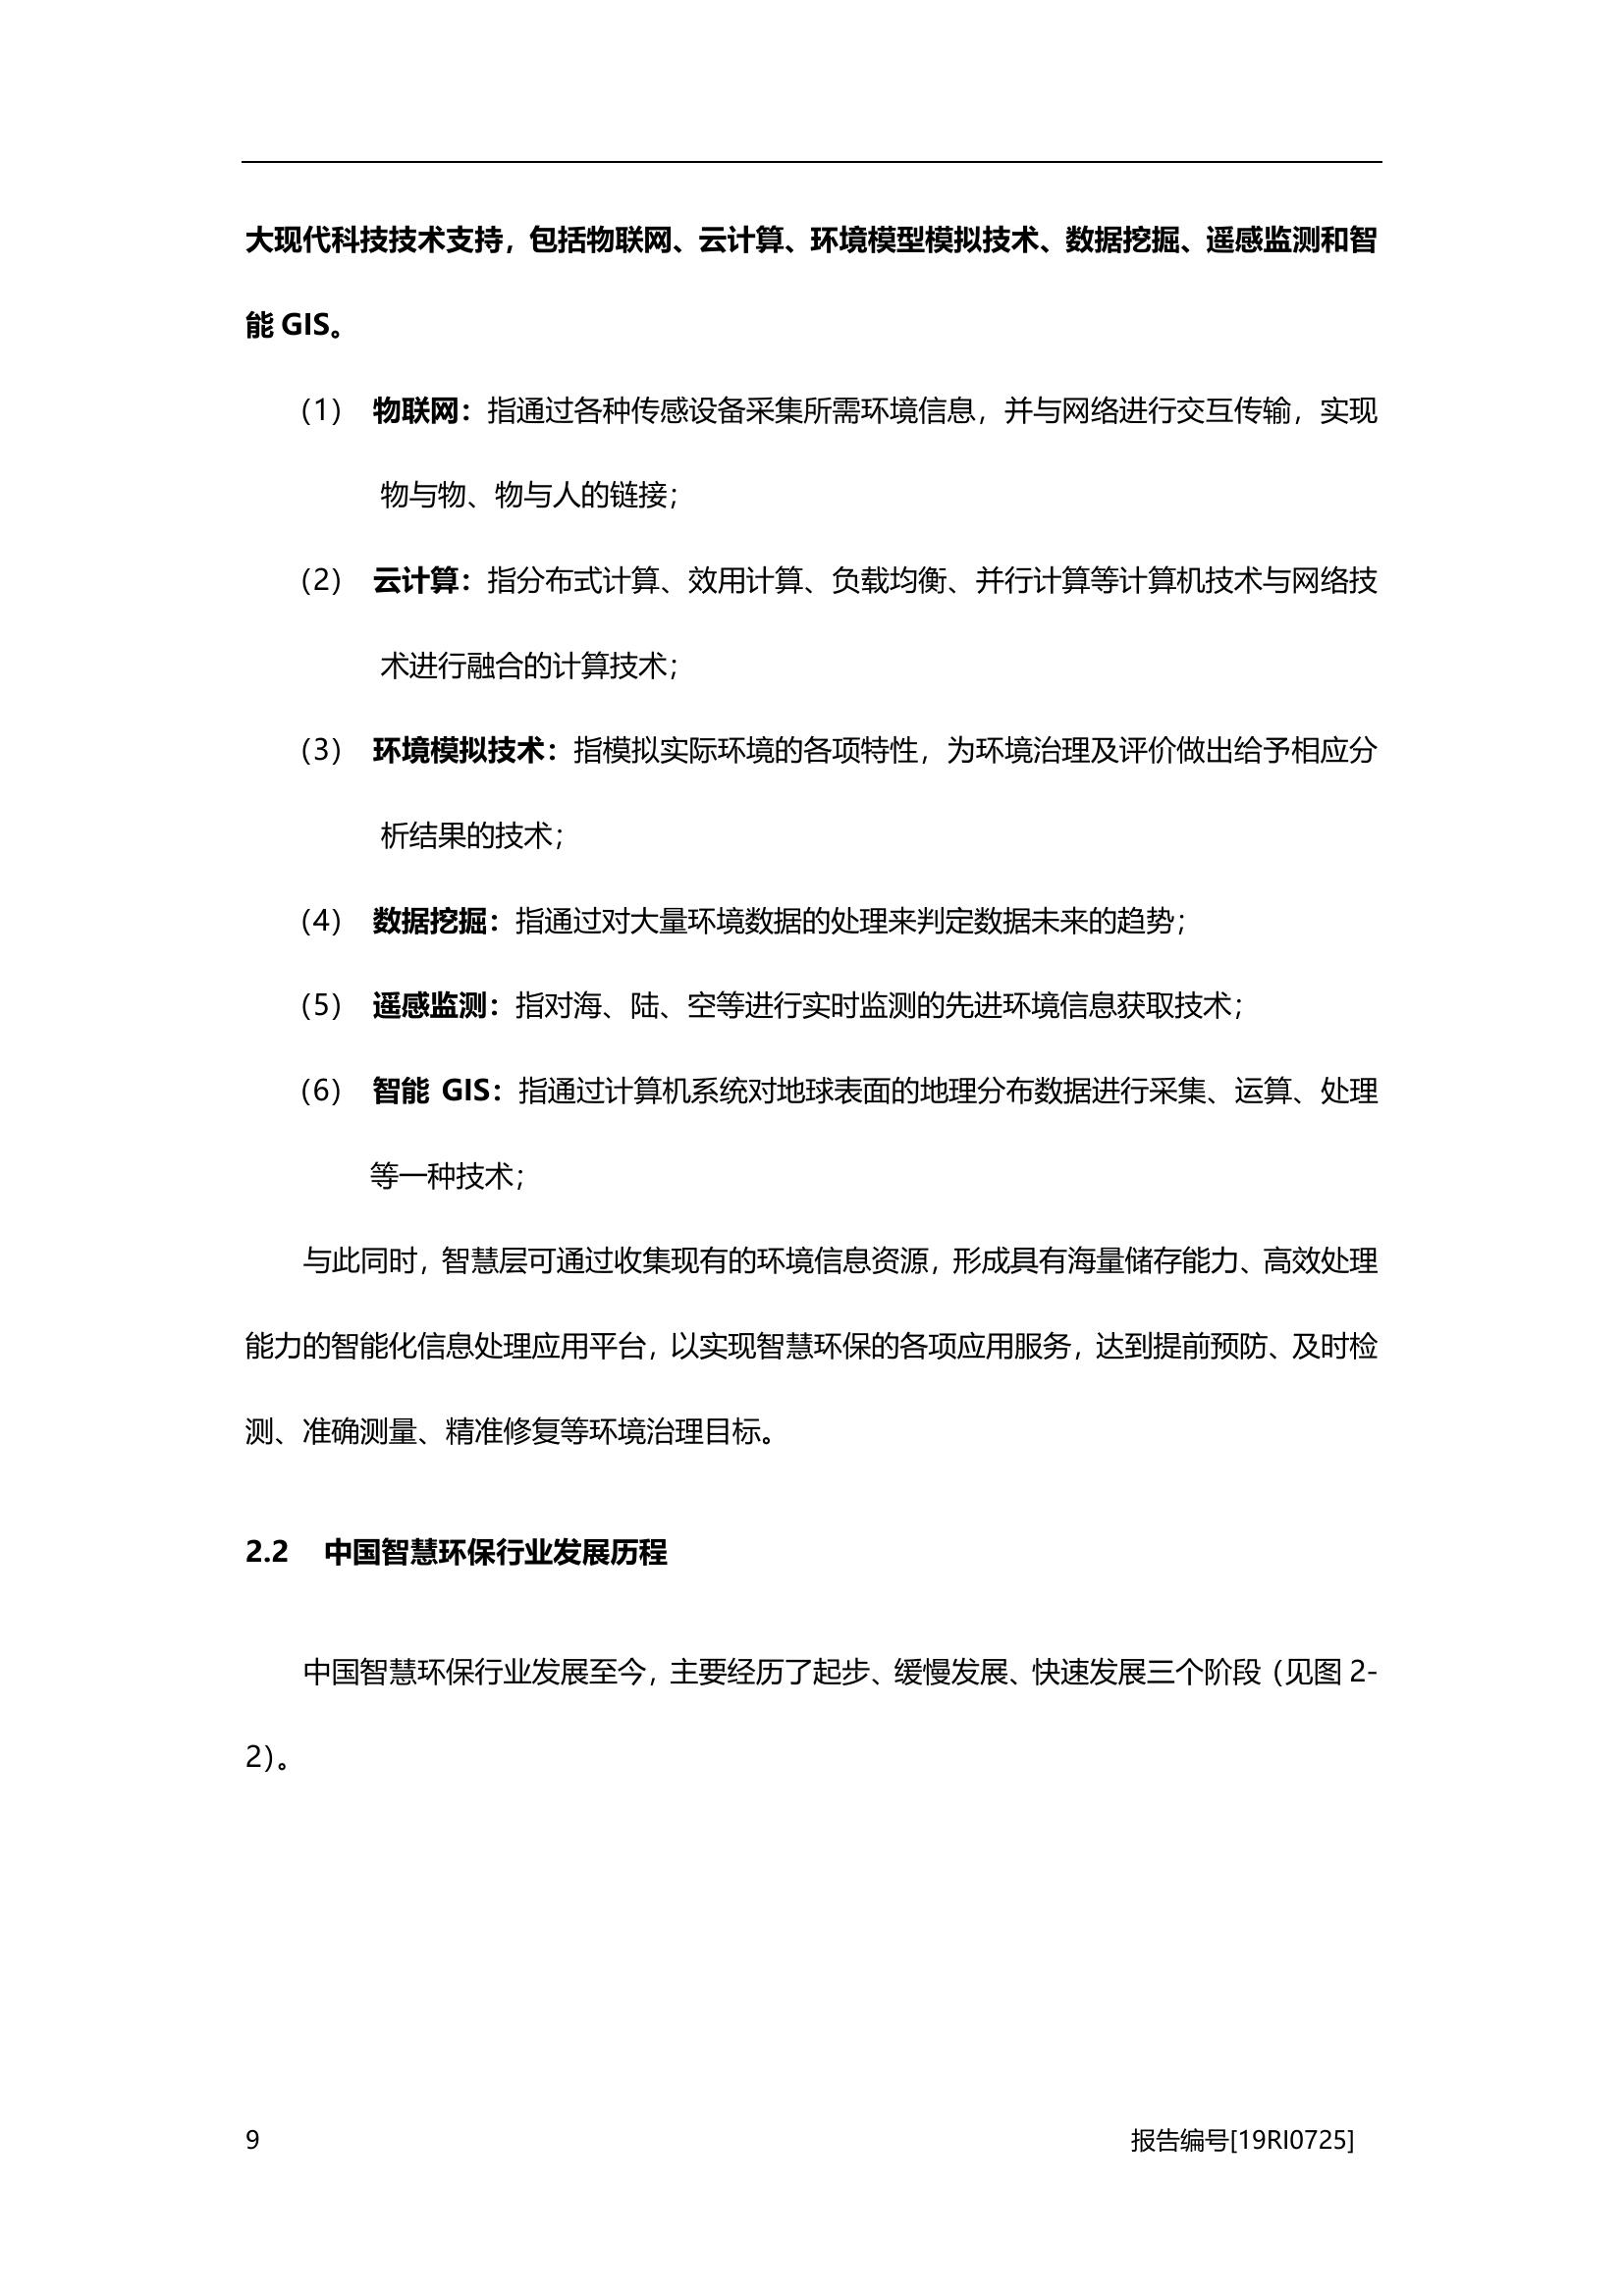 大现代科技技术支持，包括物联网、云计算、环境模型模拟技术、数据挖掘、遥感监测和智
能 GIS。
（1） 物联网：指通过各种传感设备采集所需环境信息，并与网络进行交互传输，实现
物与物、物与人的链接；
（2） 云计算：指分布式计算、效用计算、负载均衡、并行计算等计算机技术与网络技
术进行融合的计算技术；
（3） 环境模拟技术：指模拟实际环境的各项特性，为环境治理及评价做出给予相应分
析结果的技术；
（4） 数据挖掘：指通过对大量环境数据的处理来判定数据未来的趋势；
（5） 遥感监测：指对海、陆、空等进行实时监测的先进环境信息获取技术；
（6） 智能 GIS：指通过计算机系统对地球表面的地理分布数据进行采集、运算、处理
等一种技术；
与此同时，智慧层可通过收集现有的环境信息资源，形成具有海量储存能力、高效处理
能力的智能化信息处理应用平台，以实现智慧环保的各项应用服务，达到提前预防、及时检
测、准确测量、精准修复等环境治理目标。
2.2 中国智慧环保行业发展历程
中国智慧环保行业发展至今，主要经历了起步、缓慢发展、快速发展三个阶段（见图 2-
2）。
9 报告编号[19RI0725]